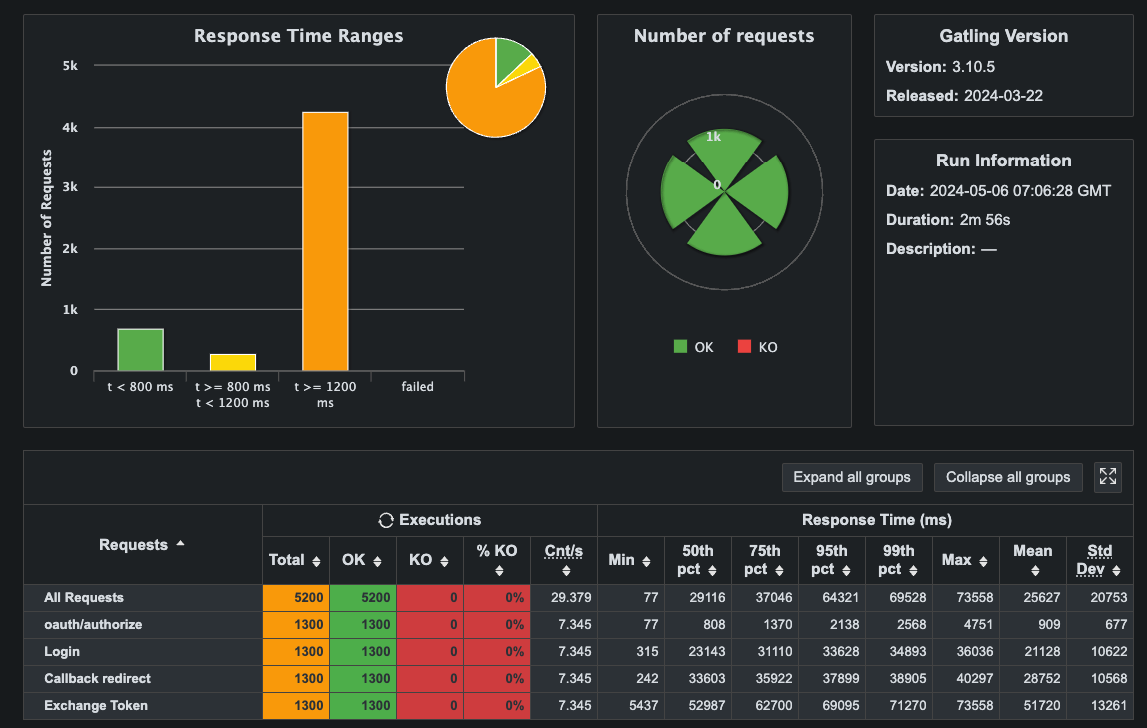 Response Time Ranges
5k
4k
3k
2k
1k
0
Number of Requests
t < 800 ms
t >= 800 ms
t < 1200 ms
t >= 1200
ms
failed
Number of requests
1k
0
OK
KO
Gatling Version
Version: 3.10.5
Released: 2024-03-22
Run Information
Date: 2024-05-06 07:06:28 GMT
Duration: 2m 56s
Description: —
Expand all groups
Collapse all groups
Requests
Executions
Response Time (ms)
Total
OK
KO
% KO
Cnt/s
Min
50th
pct
75th
pct
95th
pct
99th
pct
Max
Mean
Std
Dev
All Requests 5200 5200 0 0% 29.379 77 29116 37046 64321 69528 73558 25627 20753
oauth/authorize 1300 1300 0 0% 7.345 77 808 1370 2138 2568 4751 909 677
Login 1300 1300 0 0% 7.345 315 23143 31110 33628 34893 36036 21128 10622
Callback redirect 1300 1300 0 0% 7.345 242 33603 35922 37899 38905 40297 28752 10568
Exchange Token 1300 1300 0 0% 7.345 5437 52987 62700 69095 71270 73558 51720 13261